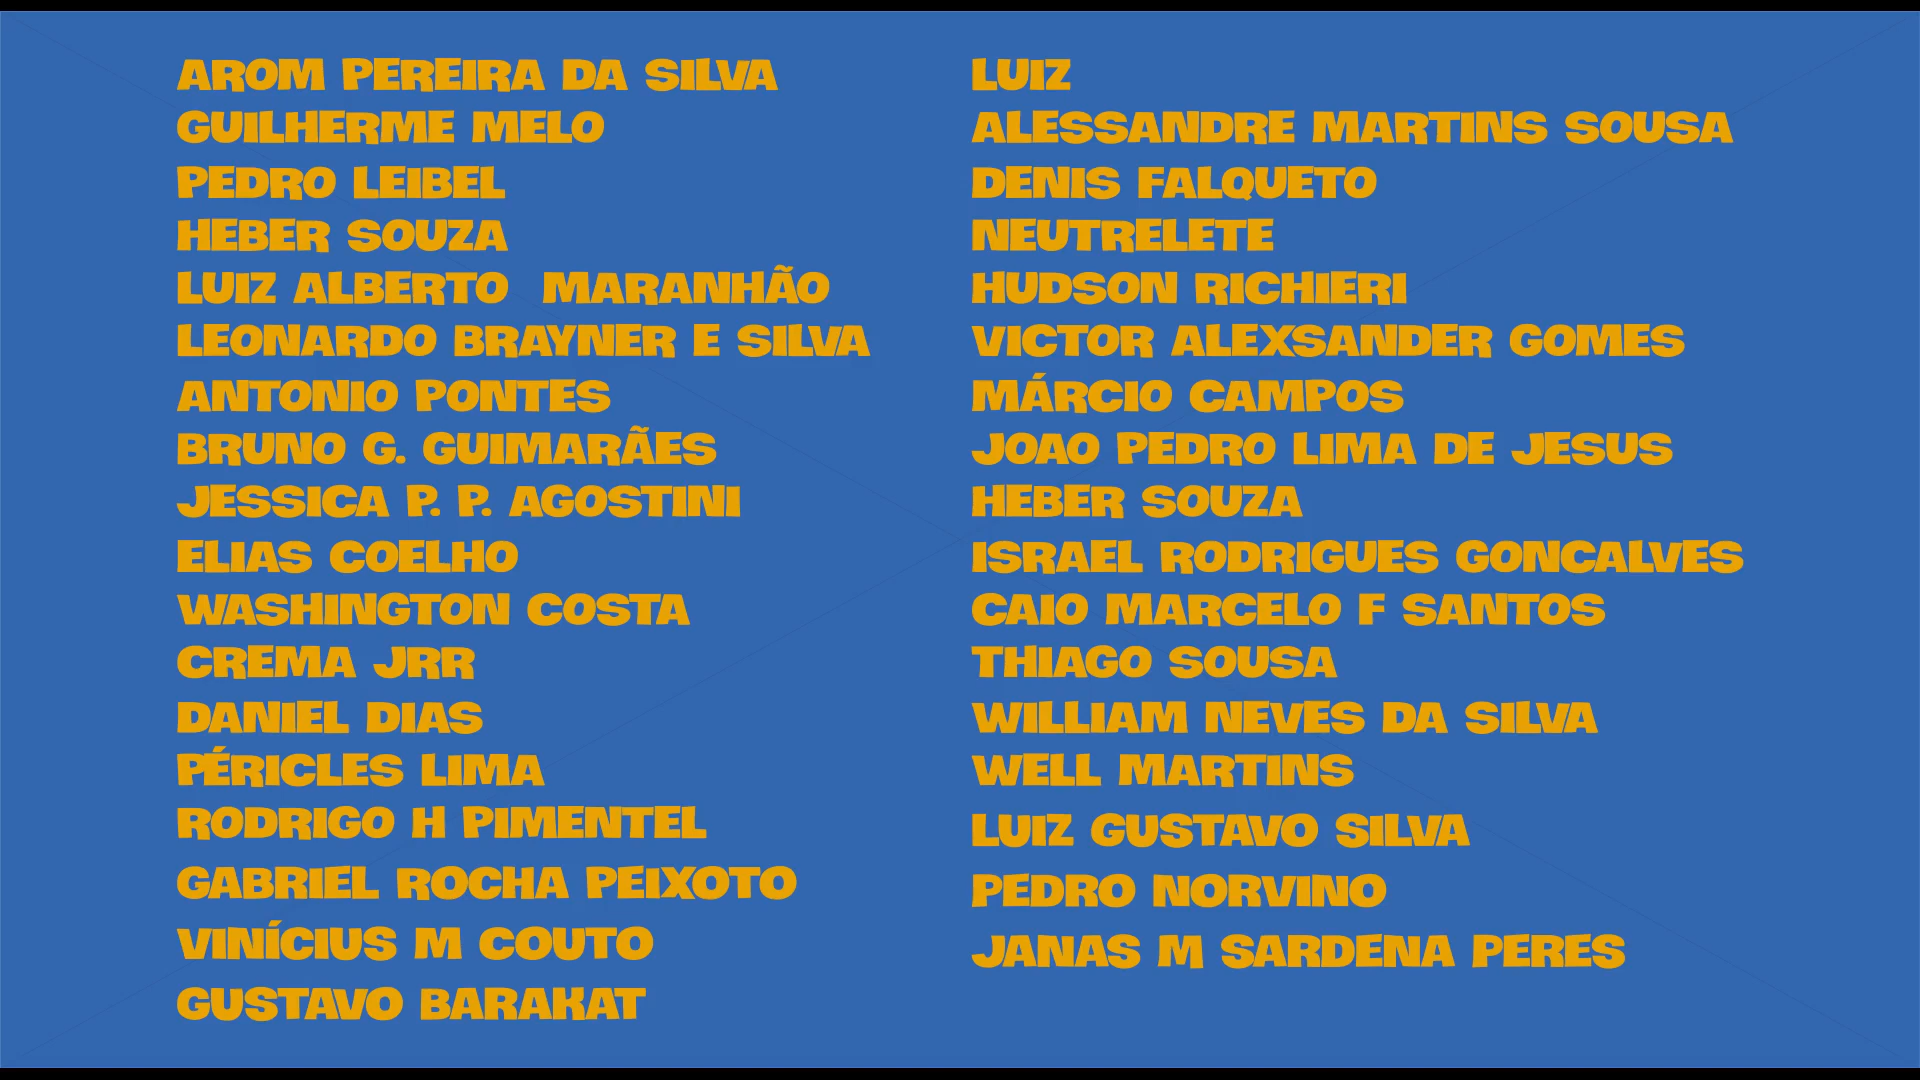 AROM PEREIRA DA SILVA
GUILHERME MELO
PEDRO LEIBEL
HEBER SOUZA
LUIZ ALBERTO  MARANHÃO
LEONARDO BRAYNER E SILVA
ANTONIO PONTES
BRUNO G. GUIMARÃES
JESSICA P. P. AGOSTINI
ELIAS COELHO
WASHINGTON COSTA
CREMA JRR
DANIEL DIAS
PÉRICLES LIMA
RODRIGO H PIMENTEL
GABRIEL ROCHA PEIXOTO
VINÍCIUS M COUTO
GUSTAVO BARAKAT
LUIZ
ALESSANDRE MARTINS SOUSA
DENIS FALQUETO
NEUTRELETE
HUDSON RICHIERI
VICTOR ALEXSANDER GOMES
MÁRCIO CAMPOS
JOAO PEDRO LIMA DE JESUS
HEBER SOUZA
ISRAEL RODRIGUES GONCALVES
CAIO MARCELO F SANTOS
THIAGO SOUSA
WILLIAM NEVES DA SILVA
WELL MARTINS
LUIZ GUSTAVO SILVA
PEDRO NORVINO
JANAS M SARDENA PERES